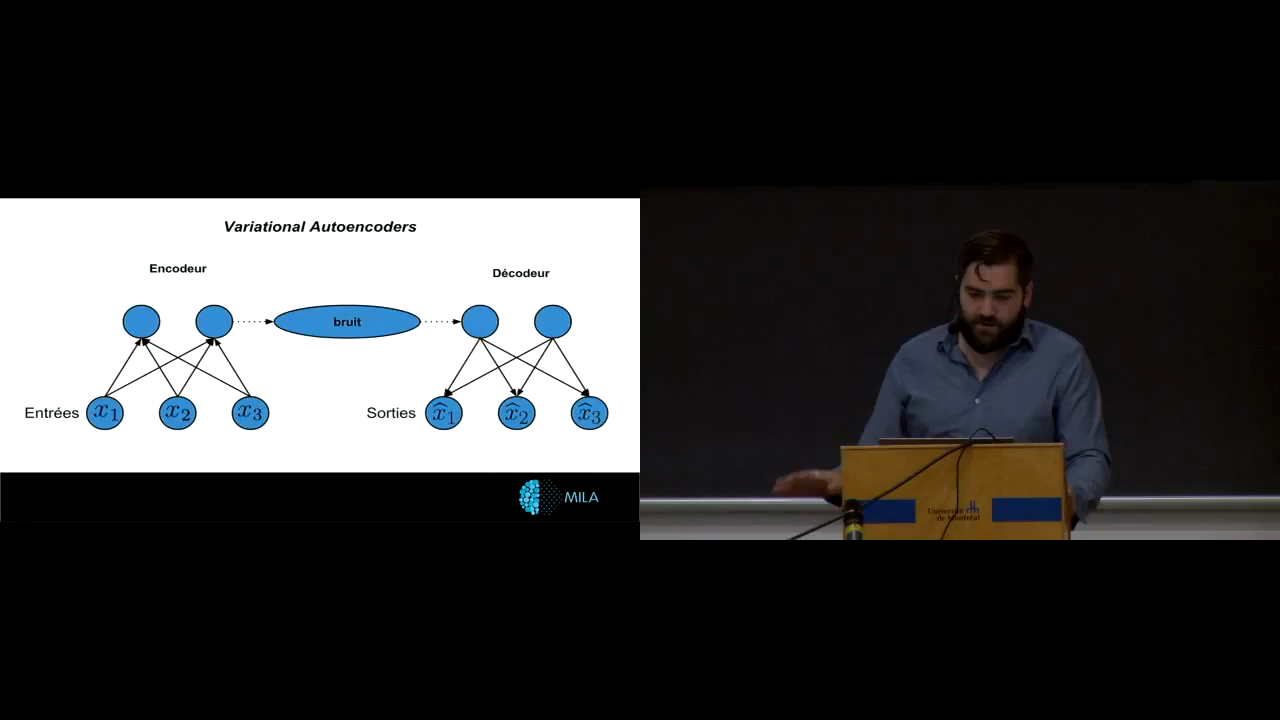 Variational Autoencoders
Encodeur
Décodeur
bruit
Entrées x₁ x₂ x₃
Sorties x̂₁ x̂₂ x̂₃
MILA
Université
de Montréal